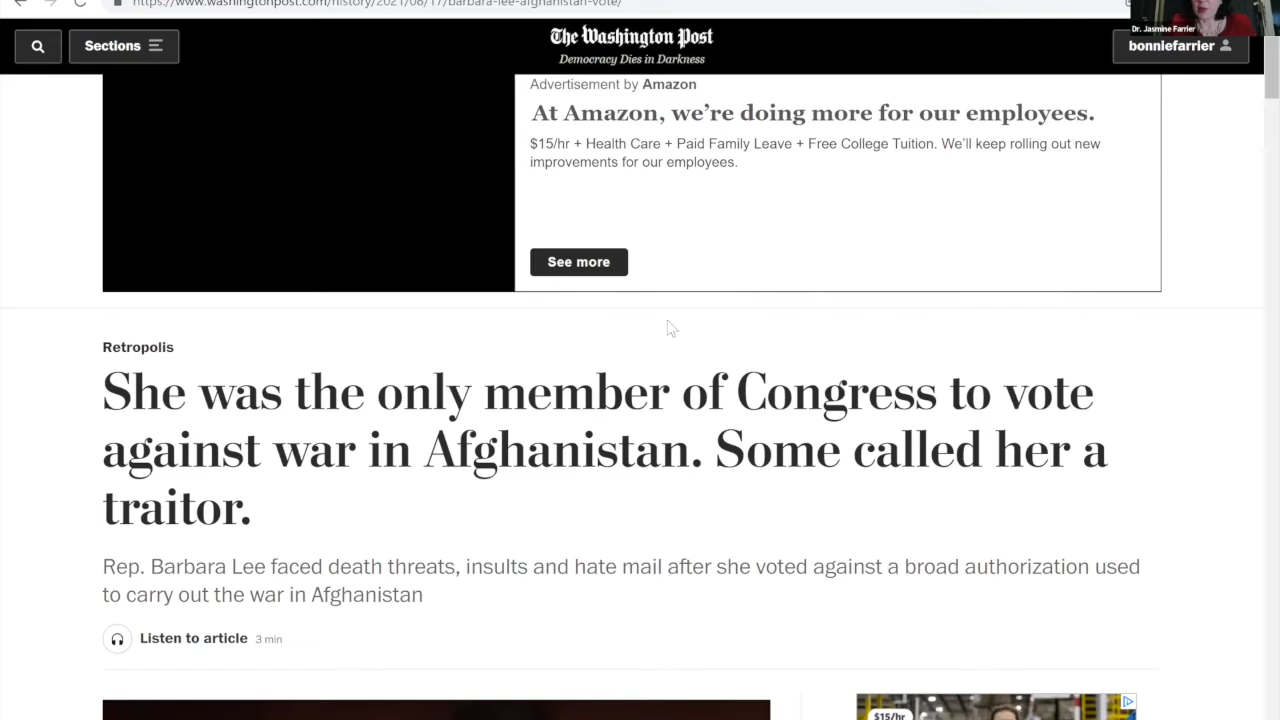 https://www.washingtonpost.com/history/2021/08/17/barbara-lee-afghanistan-vote/
Dr. Jasmine Farrier
Sections
The Washington Post
Democracy Dies in Darkness
bonniefarrier
Advertisement by Amazon
At Amazon, we're doing more for our employees.
$15/hr + Health Care + Paid Family Leave + Free College Tuition. We'll keep rolling out new
improvements for our employees.
See more
Retropolis
She was the only member of Congress to vote
against war in Afghanistan. Some called her a
traitor.
Rep. Barbara Lee faced death threats, insults and hate mail after she voted against a broad authorization used
to carry out the war in Afghanistan
Listen to article 3 min
$15/hr